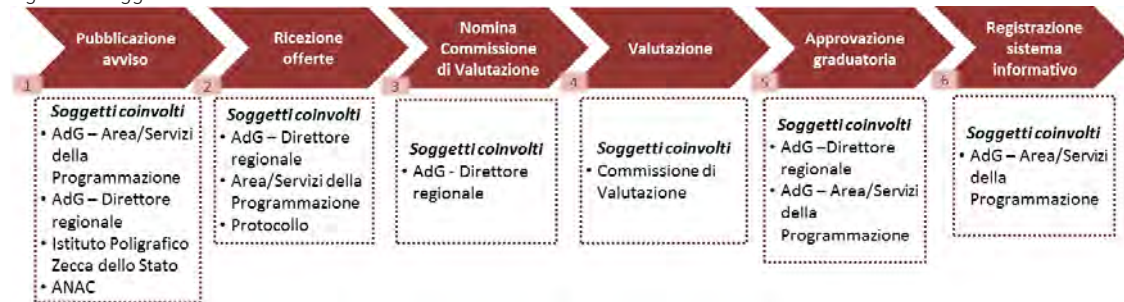 Pubblicazione
avviso
1
Soggetti coinvolti
• AdG – Area/Servizi
della
Programmazione
• AdG – Direttore
regionale
• Istituto Poligrafico
Zecca dello Stato
• ANAC
Ricezione
offerte
2
Soggetti coinvolti
• AdG – Direttore
regionale
• Area/Servizi della
Programmazione
• Protocollo
Nomina
Commissione
di Valutazione
3
Soggetti coinvolti
• AdG - Direttore
regionale
Valutazione
4
Soggetti coinvolti
• Commissione di
Valutazione
Approvazione
graduatoria
5
Soggetti coinvolti
• AdG –Direttore
regionale
• AdG – Area/Servizi
della
Programmazione
Registrazione
sistema
informativo
6
Soggetti coinvolti
• AdG – Area/Servizi
della
Programmazione